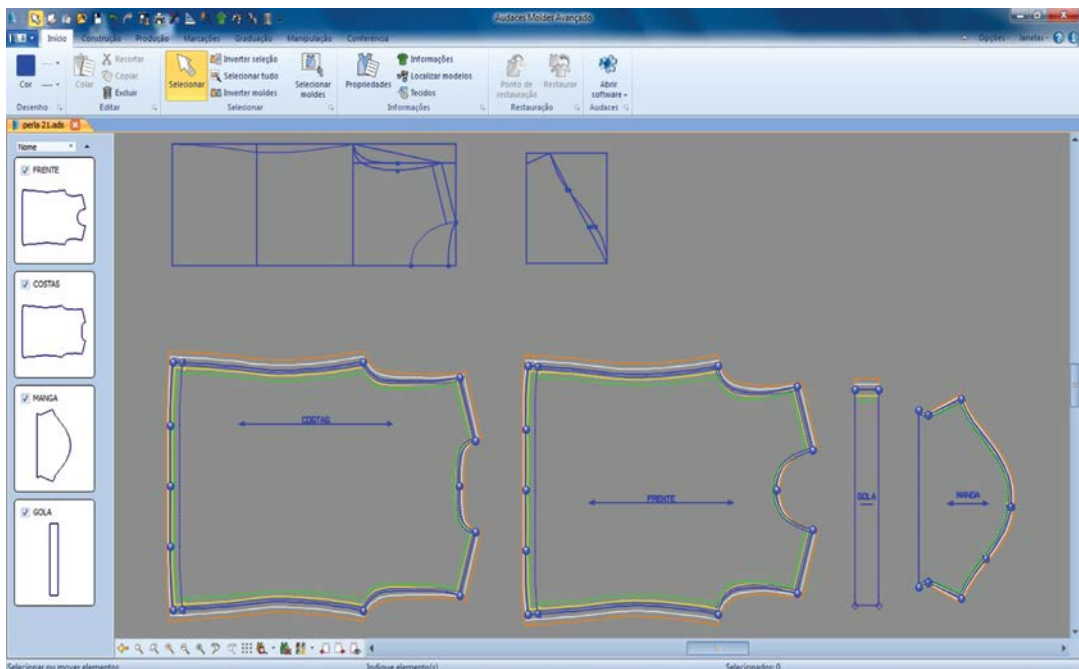 Audaces Moldes Avançado
Início Construção Produção Marcações Graduação Manipulação Conferência Opções Janelas
Cor
Desenho
Colar
Recortar
Copiar
Excluir
Editar
Selecionar
Inverter seleção
Selecionar tudo
Inverter moldes
Selecionar moldes
Selecionar
Propriedades
Informações
Localizar modelos
Tecidos
Informações
Ponto de restauração
Restaurar
Restauração
Abrir software
Audaces
perla 21.ads
Nome
FRENTE
COSTAS
MANGA
GOLA
COSTAS
FRENTE
GOLA
MANGA
Selecionar ou mover elementos Indique elemento(s) Selecionados: 0